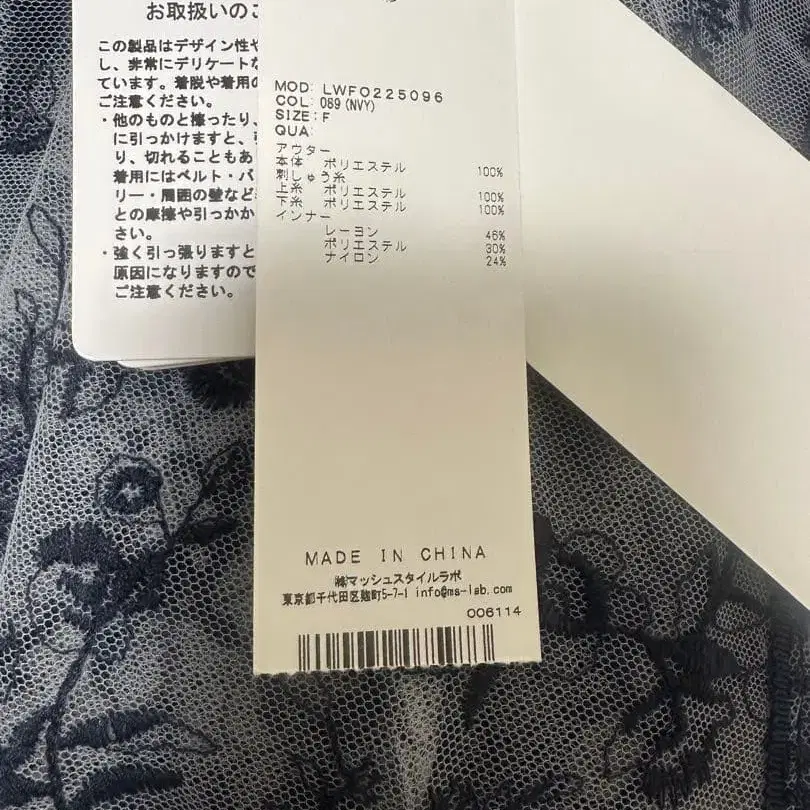 お取扱いのこ
この製品はデザイン性や
し、非常にデリケートな
ています。着脱や着用の
ご注意ください。
・他のものと擦ったり、
に引っかけますと、
り、切れることもあ
着用にはベルト・バ
リー・周囲の壁など
との摩擦や引っかか
さい。
・強く引っ張りますと
原因になりますので
ご注意ください。
MOD: LWFO225096
COL: 089(NVY)
SIZE: F
QUA:
アウター
本体 ポリエステル 100%
刺しゅう糸
上糸 ポリエステル 100%
下糸 ポリエステル 100%
インナー
レーヨン 46%
ポリエステル 30%
ナイロン 24%
MADE IN CHINA
㈱マッシュスタイルラボ
東京都千代田区麹町5-7-1 info@ms-lab.com
006114